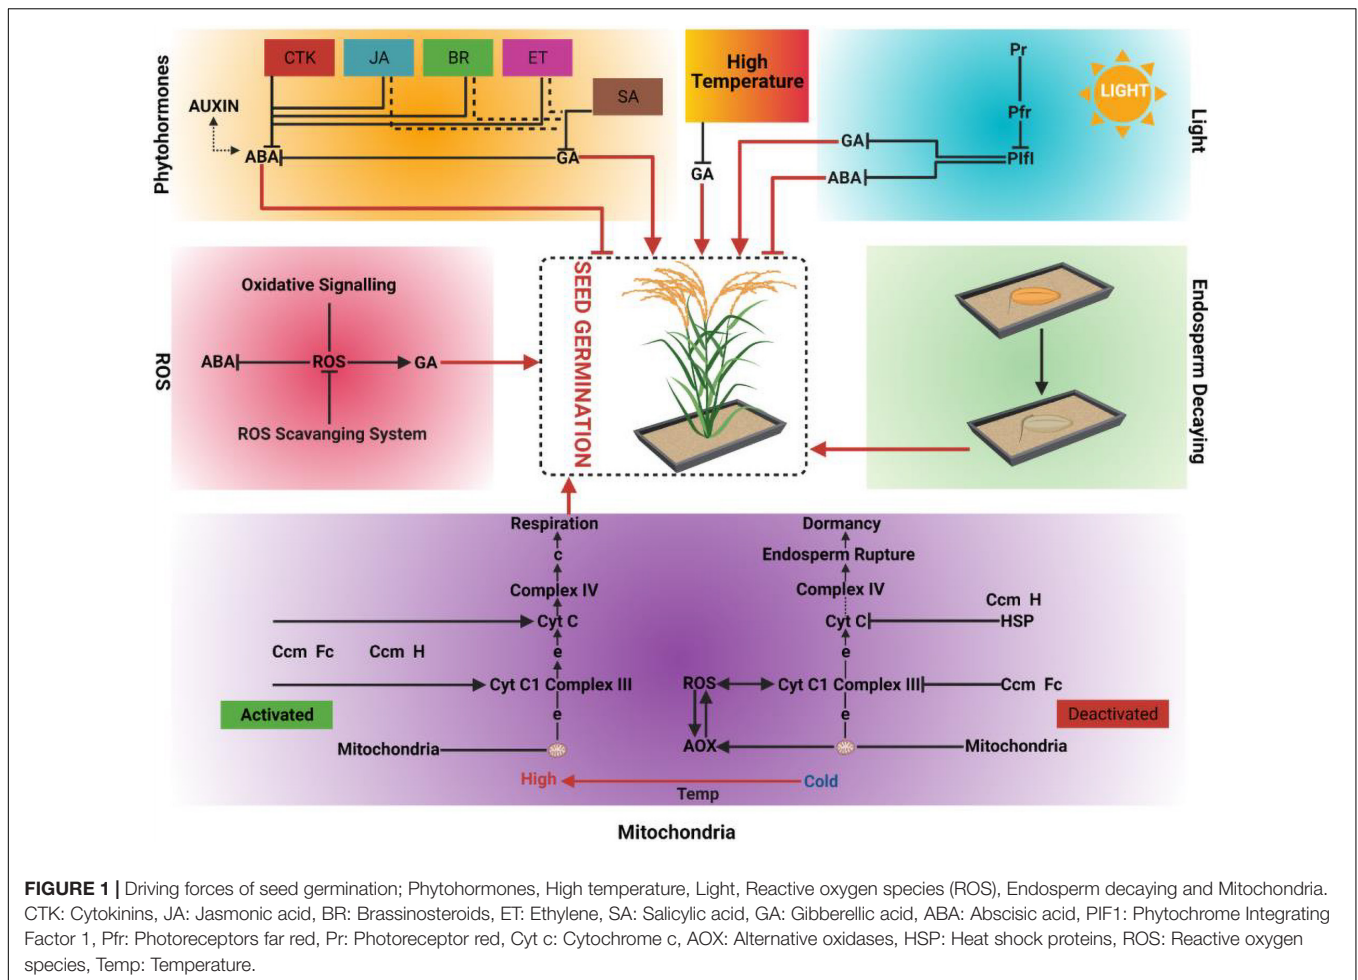 Phytohormones
CTK
JA
BR
ET
SA
AUXIN
ABA
GA
High
Temperature
GA
Pr
LIGHT
Pfr
GA
PIfI
ABA
Light
ROS
Oxidative Signalling
ABA
ROS
GA
ROS Scavanging System
SEED GERMINATION
Endosperm Decaying
Respiration
c
Complex IV
Cyt C
e
Ccm Fc
Ccm H
Cyt C1 Complex III
Activated
e
Mitochondria
High
Temp
Cold
Dormancy
Endosperm Rupture
Complex IV
Ccm H
Cyt C
HSP
e
ROS
Cyt C1 Complex III
Ccm Fc
e
Deactivated
AOX
Mitochondria
Mitochondria
FIGURE 1 | Driving forces of seed germination; Phytohormones, High temperature, Light, Reactive oxygen species (ROS), Endosperm decaying and Mitochondria.
CTK: Cytokinins, JA: Jasmonic acid, BR: Brassinosteroids, ET: Ethylene, SA: Salicylic acid, GA: Gibberellic acid, ABA: Abscisic acid, PIF1: Phytochrome Integrating
Factor 1, Pfr: Photoreceptors far red, Pr: Photoreceptor red, Cyt c: Cytochrome c, AOX: Alternative oxidases, HSP: Heat shock proteins, ROS: Reactive oxygen
species, Temp: Temperature.